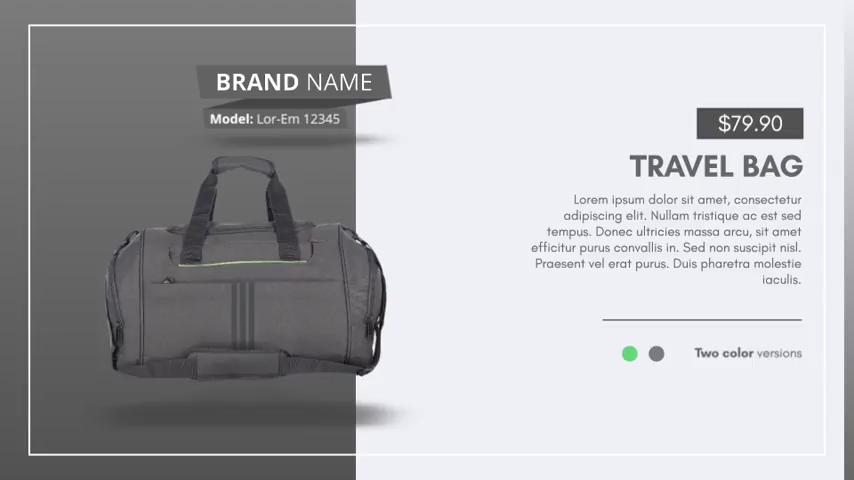 BRAND NAME
Model: Lor-Em 12345
$79.90
TRAVEL BAG
Lorem ipsum dolor sit amet, consectetur
adipiscing elit. Nullam tristique ac est sed
tempus. Donec ultricies massa arcu, sit amet
efficitur purus convallis in. Sed non suscipit nisl.
Praesent vel erat purus. Duis pharetra molestie
iaculis.
Two color versions